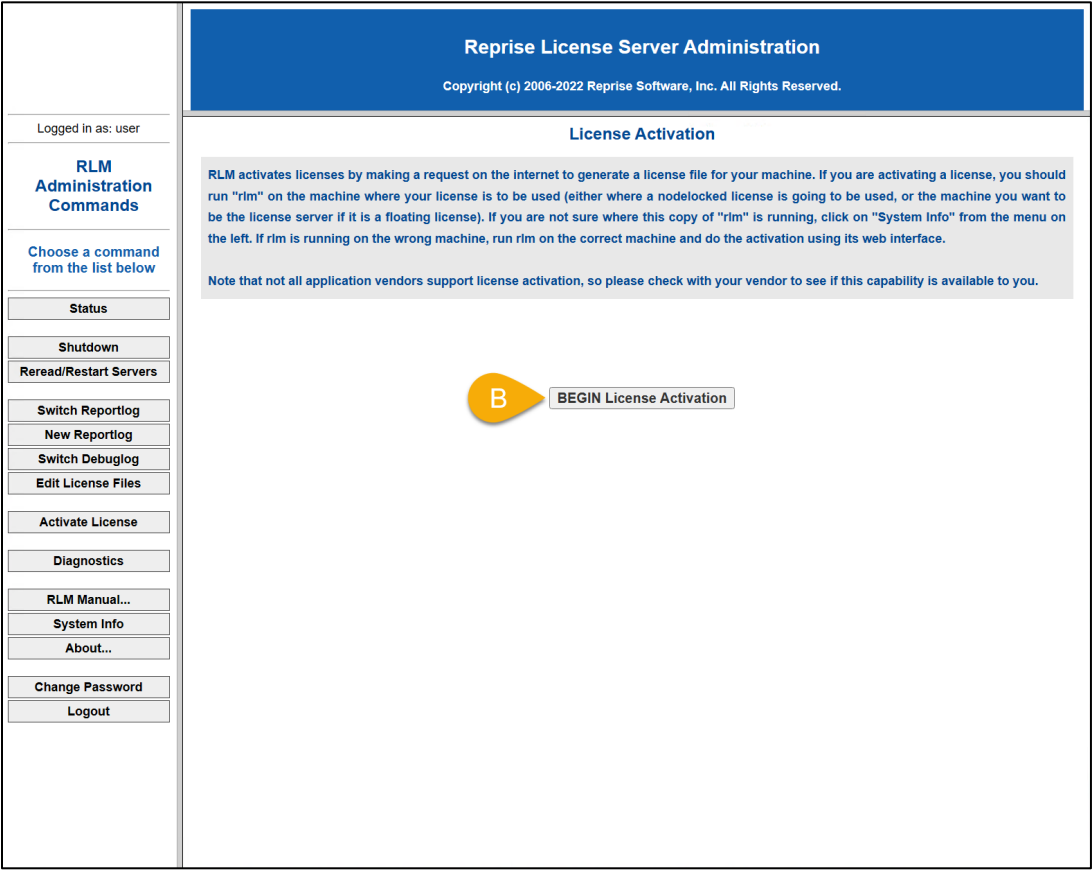 Reprise License Server Administration
Copyright (c) 2006-2022 Reprise Software, Inc. All Rights Reserved.
Logged in as: user
RLM
Administration
Commands
Choose a command
from the list below
Status
Shutdown
Reread/Restart Servers
Switch Reportlog
New Reportlog
Switch Debuglog
Edit License Files
Activate License
Diagnostics
RLM Manual...
System Info
About...
Change Password
Logout
License Activation
RLM activates licenses by making a request on the internet to generate a license file for your machine. If you are activating a license, you should
run "rlm" on the machine where your license is to be used (either where a nodelocked license is going to be used, or the machine you want to
be the license server if it is a floating license). If you are not sure where this copy of "rlm" is running, click on "System Info" from the menu on
the left. If rlm is running on the wrong machine, run rlm on the correct machine and do the activation using its web interface.
Note that not all application vendors support license activation, so please check with your vendor to see if this capability is available to you.
B
BEGIN License Activation